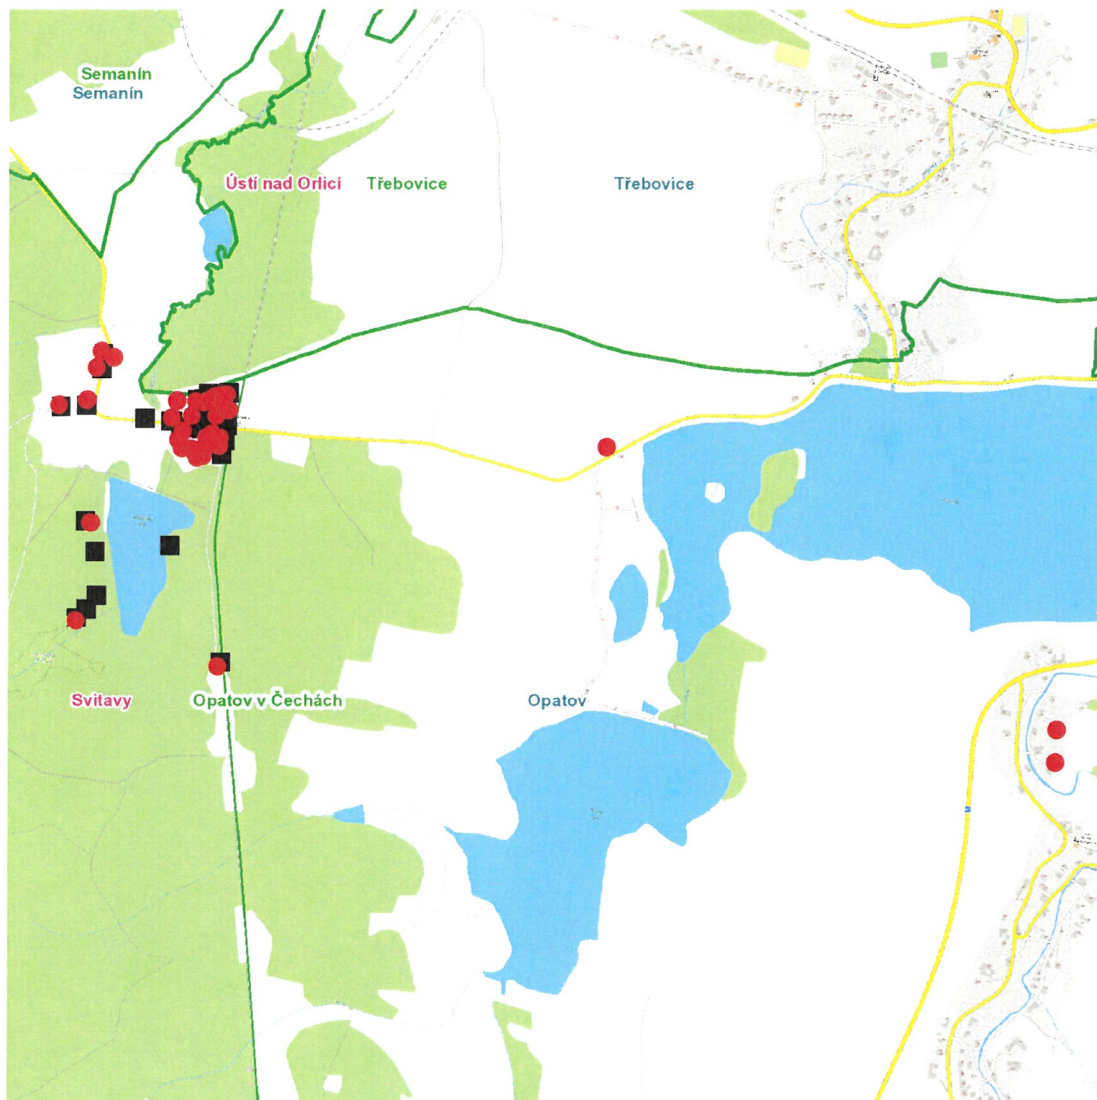 Semanín
Semanín
Ústí nad Orlicí
Třebovice
Třebovice
Svitavy
Opatov v Čechách
Opatov